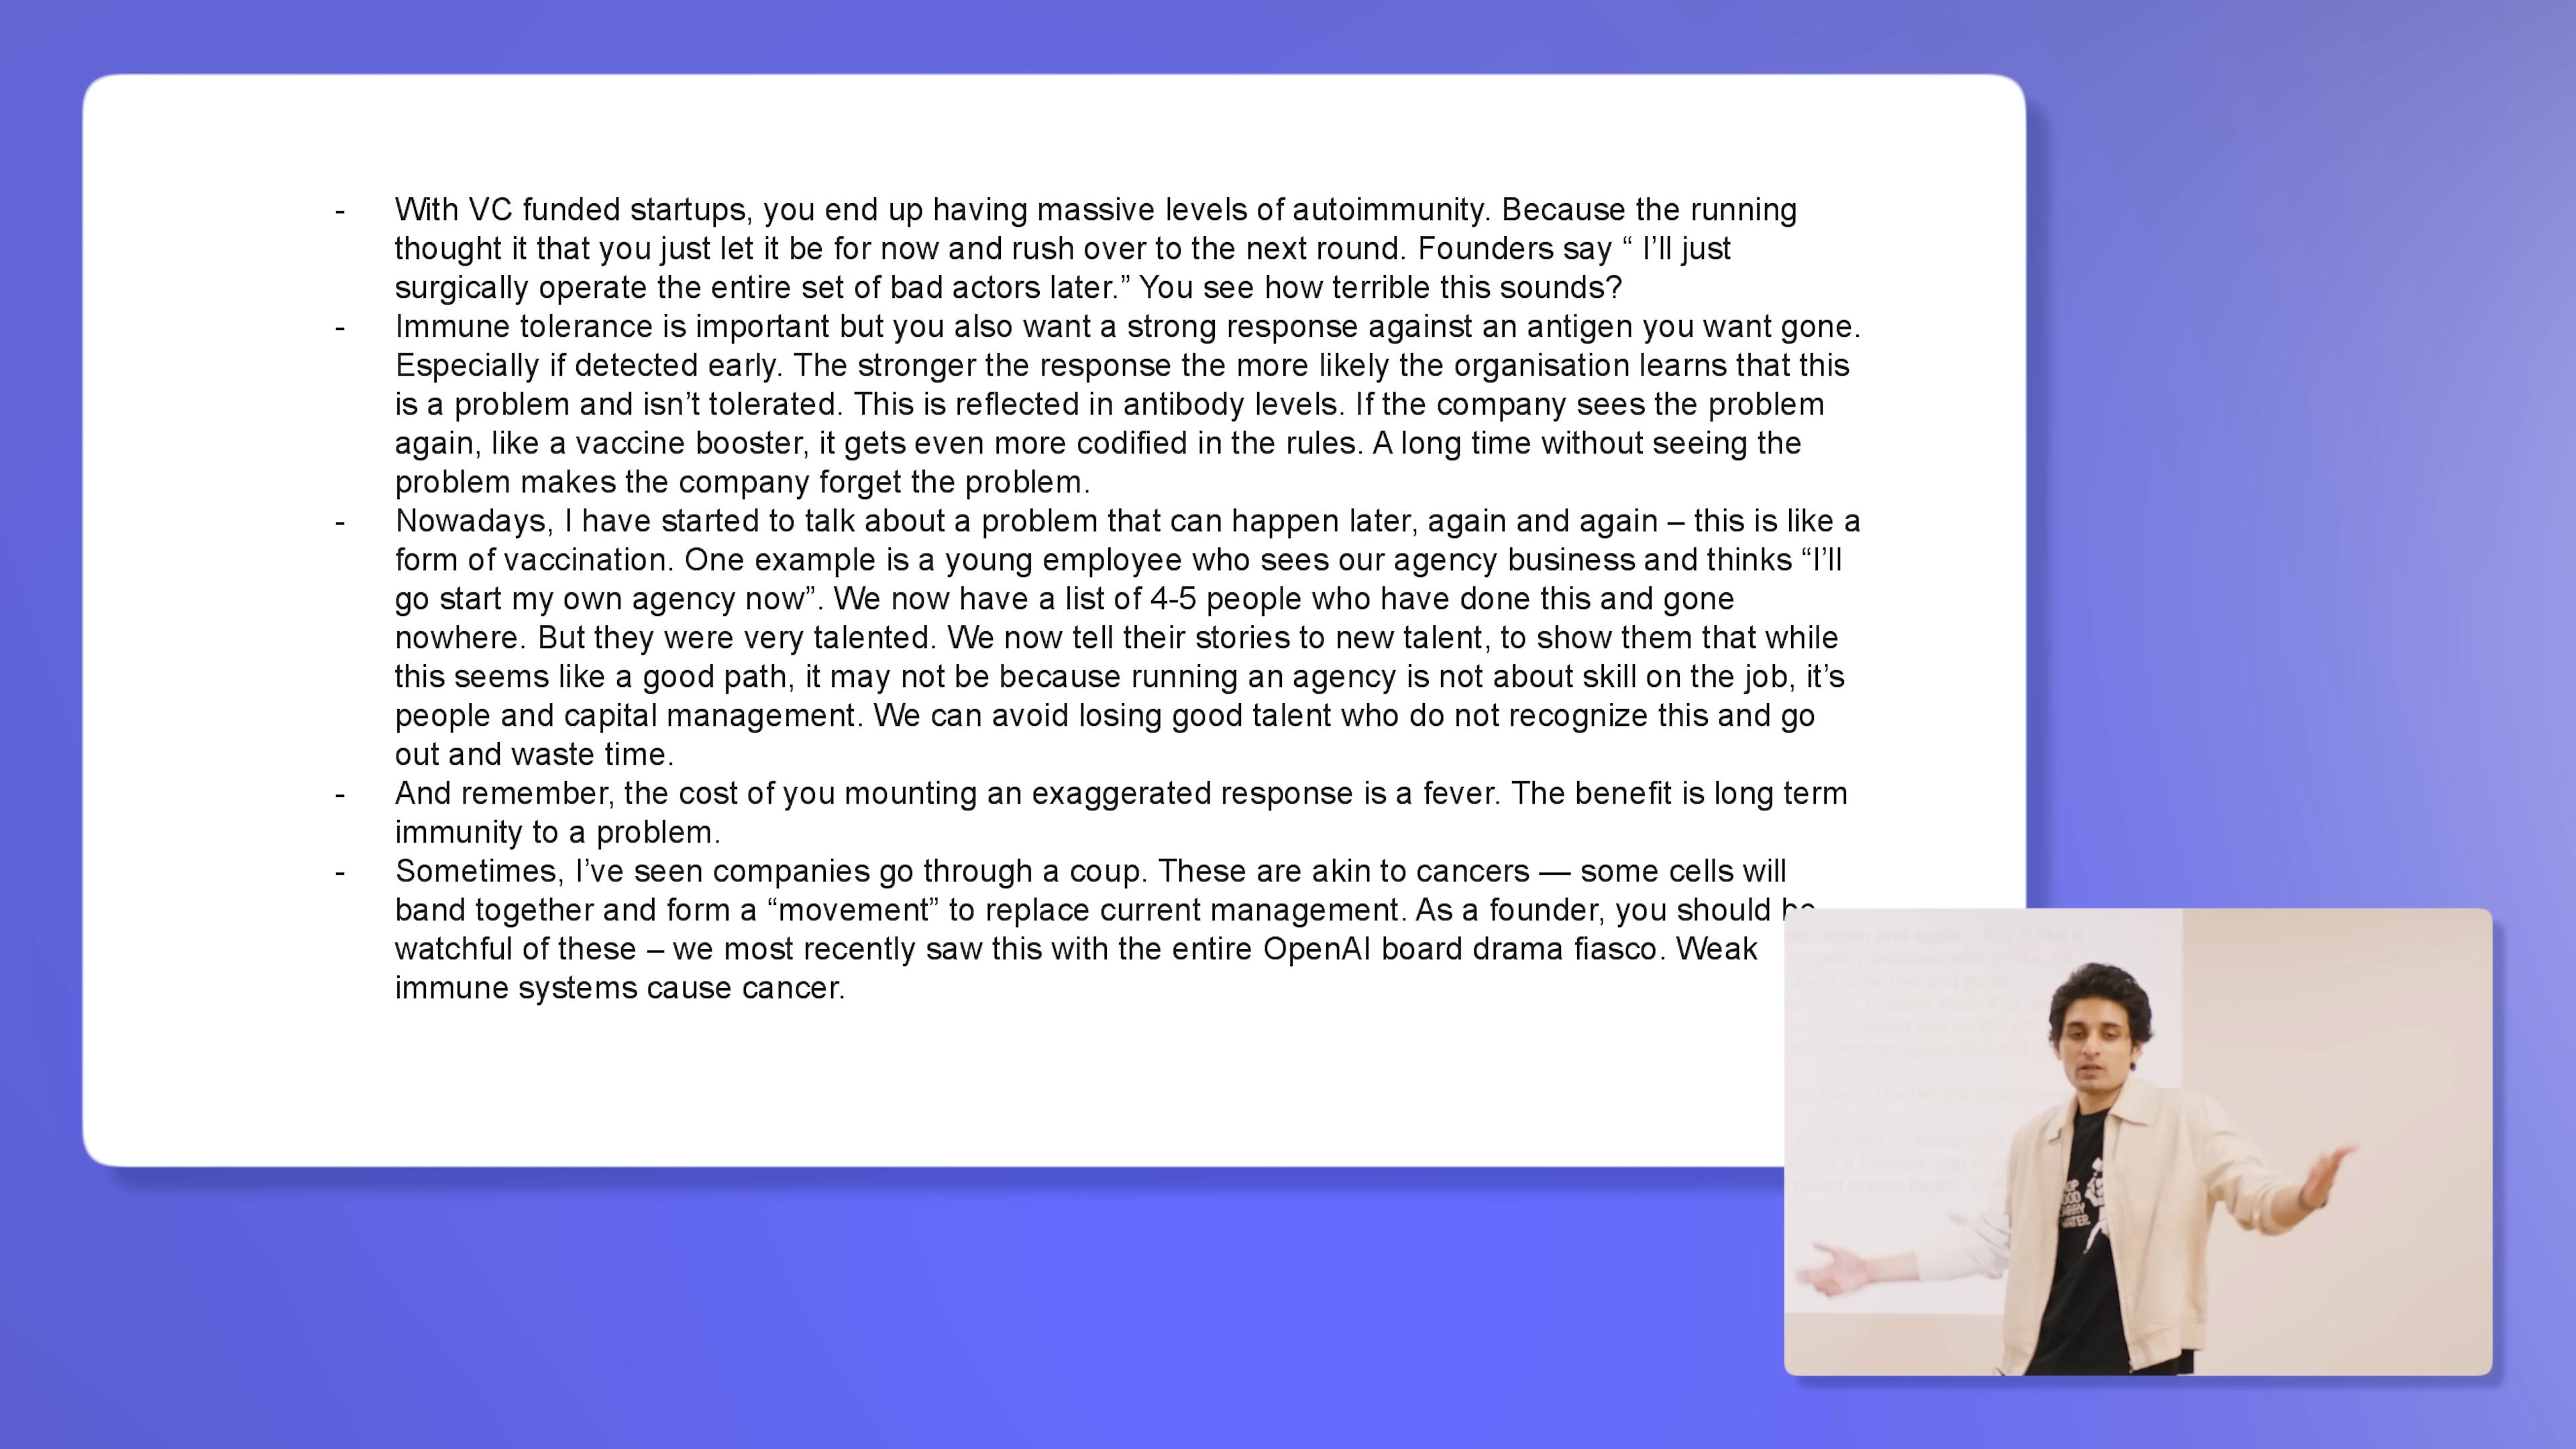 - With VC funded startups, you end up having massive levels of autoimmunity. Because the running
thought it that you just let it be for now and rush over to the next round. Founders say “ I’ll just
surgically operate the entire set of bad actors later.” You see how terrible this sounds?
- Immune tolerance is important but you also want a strong response against an antigen you want gone.
Especially if detected early. The stronger the response the more likely the organisation learns that this
is a problem and isn’t tolerated. This is reflected in antibody levels. If the company sees the problem
again, like a vaccine booster, it gets even more codified in the rules. A long time without seeing the
problem makes the company forget the problem.
- Nowadays, I have started to talk about a problem that can happen later, again and again – this is like a
form of vaccination. One example is a young employee who sees our agency business and thinks “I’ll
go start my own agency now”. We now have a list of 4-5 people who have done this and gone
nowhere. But they were very talented. We now tell their stories to new talent, to show them that while
this seems like a good path, it may not be because running an agency is not about skill on the job, it’s
people and capital management. We can avoid losing good talent who do not recognize this and go
out and waste time.
- And remember, the cost of you mounting an exaggerated response is a fever. The benefit is long term
immunity to a problem.
- Sometimes, I’ve seen companies go through a coup. These are akin to cancers — some cells will
band together and form a “movement” to replace current management. As a founder, you should be
watchful of these – we most recently saw this with the entire OpenAI board drama fiasco. Weak
immune systems cause cancer.